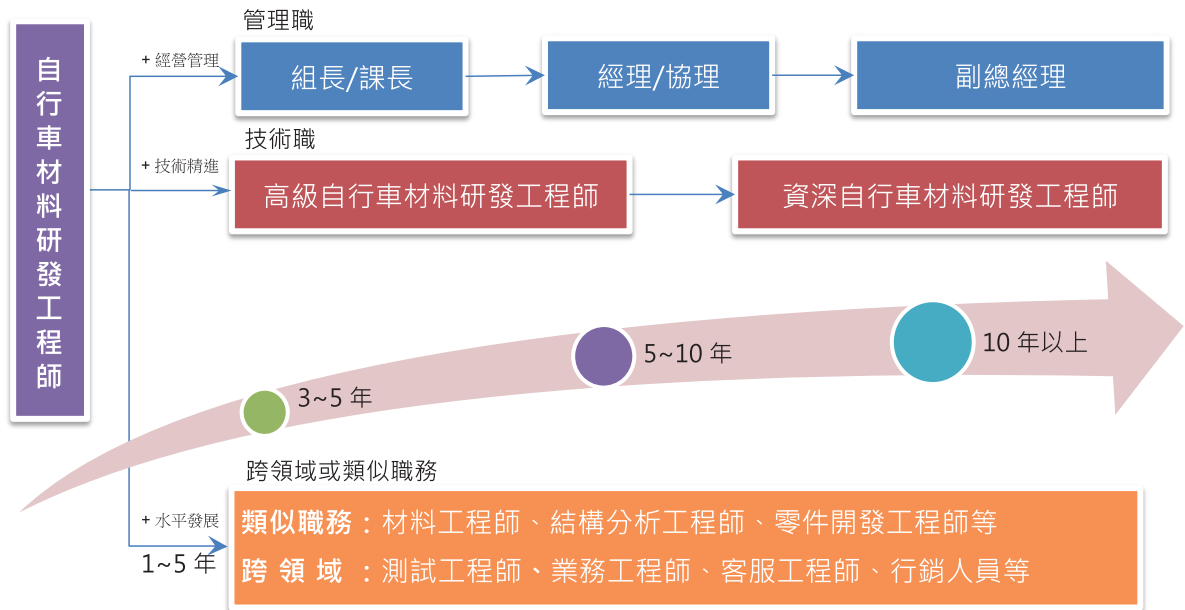 自行車材料研發工程師
管理職
+ 經營管理
組長/課長
經理/協理
副總經理
技術職
+ 技術精進
高級自行車材料研發工程師
資深自行車材料研發工程師
3~5 年
5~10 年
10 年以上
跨領域或類似職務
+ 水平發展
1~5 年
類似職務：材料工程師、結構分析工程師、零件開發工程師等
跨 領 域 ：測試工程師、業務工程師、客服工程師、行銷人員等